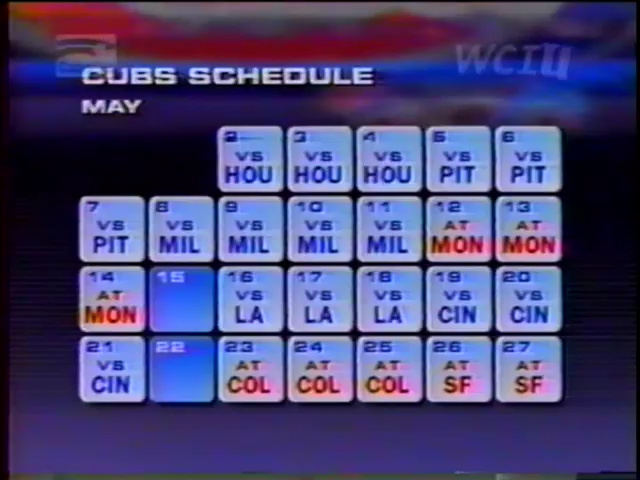 WCIU
CUBS SCHEDULE
MAY
2 3 4 5 6
VS VS VS VS VS
HOU HOU HOU PIT PIT
7 8 9 10 11 12 13
VS VS VS VS VS AT AT
PIT MIL MIL MIL MIL MON MON
14 15 16 17 18 19 20
AT VS VS VS VS VS
MON LA LA LA CIN CIN
21 22 23 24 25 26 27
VS AT AT AT AT AT
CIN COL COL COL SF SF